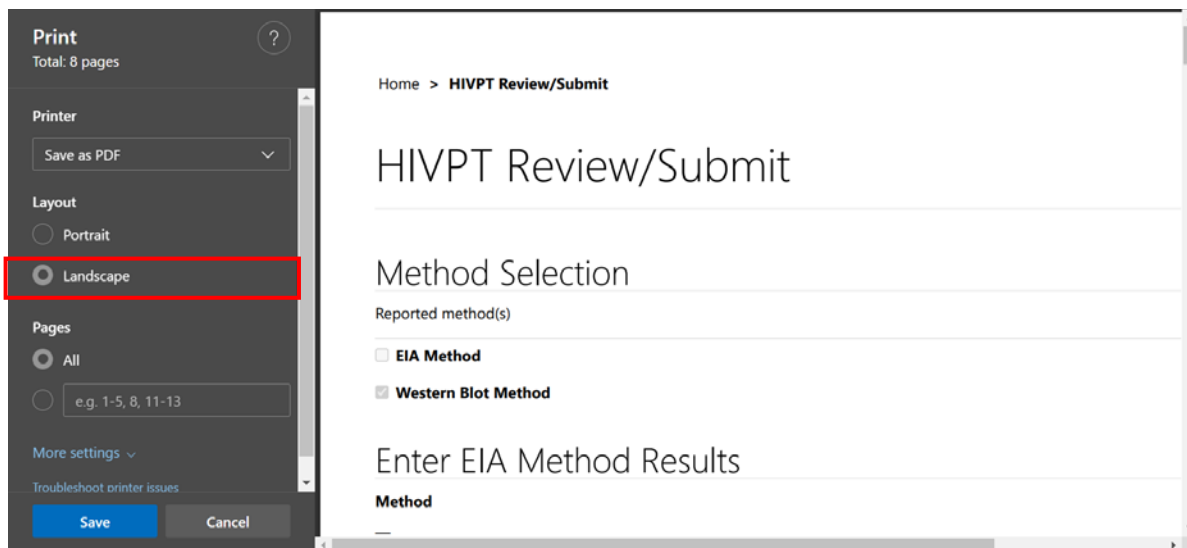 Print
?
Total: 8 pages
Printer
Save as PDF
Layout
Portrait
Landscape
Pages
All
e.g. 1-5, 8, 11-13
More settings
Troubleshoot printer issues
Save
Cancel
Home > HIVPT Review/Submit
HIVPT Review/Submit
Method Selection
Reported method(s)
EIA Method
Western Blot Method
Enter EIA Method Results
Method
—